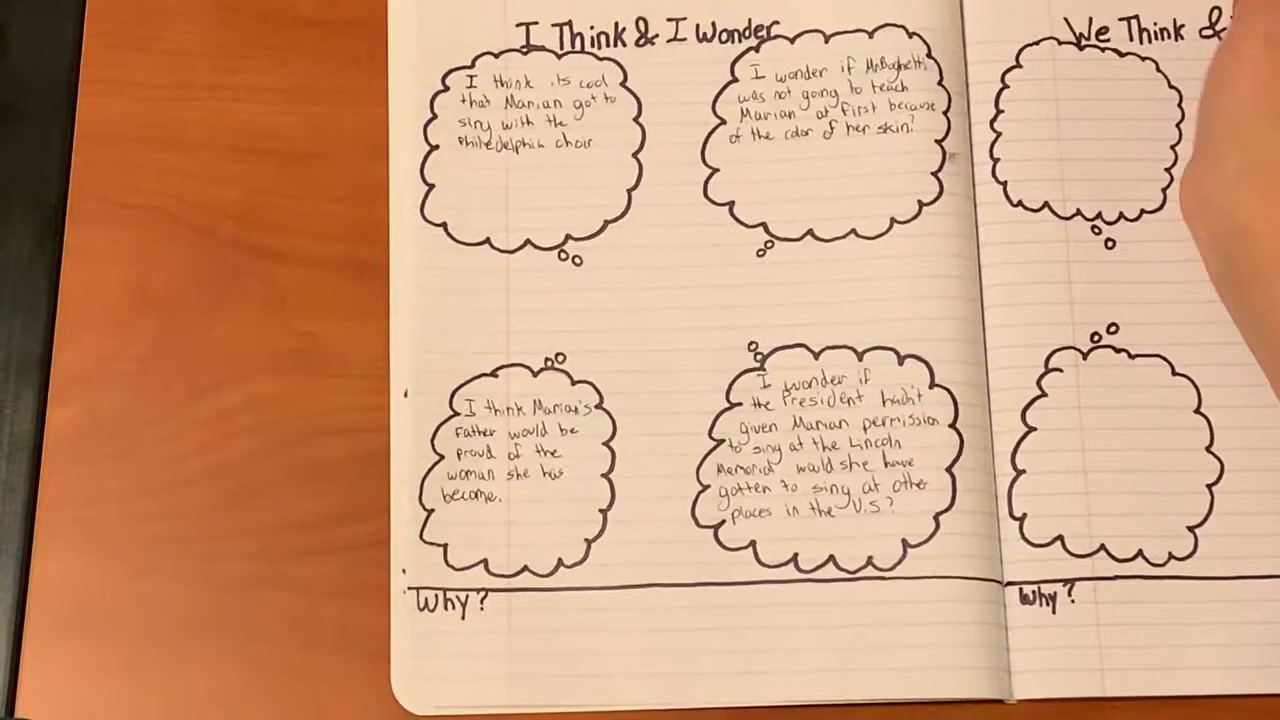 I Think & I Wonder
I think its cool
that Marian got to
sing with the
Philedelphia choir
I wonder if MrBoghetti
was not going to teach
Marian at first because
of the color of her skin?
I think Marian's
Father would be
proud of the
woman she has
become.
I wonder if
the President hadn't
given Marian permission
to sing at the Lincoln
Memorial would she have
gotten to sing at other
places in the U.S?
Why?
We Think &
Why?